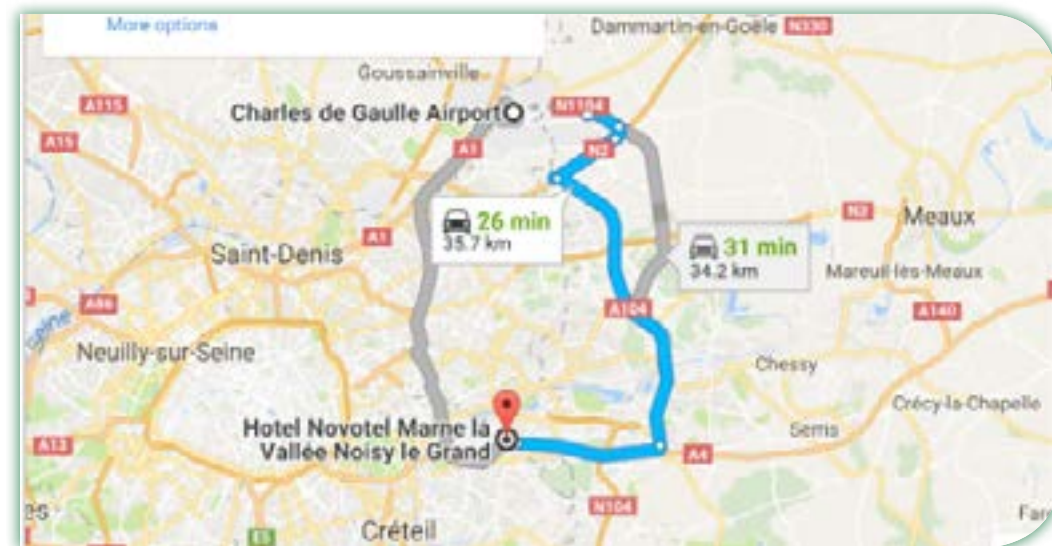 More options
Dammartin-en-Goële
N330
Goussainville
A115
Charles de Gaulle Airport
N1104
A15
A1
N2
26 min
35.7 km
N3
Meaux
A1
Saint-Denis
31 min
34.2 km
Mareuil-lès-Meaux
A86
A104
A140
Neuilly-sur-Seine
Chessy
Crécy-la-Chapelle
Hotel Novotel Marne la
Vallée Noisy le Grand
A13
Serris
A4
N104
Créteil
E5